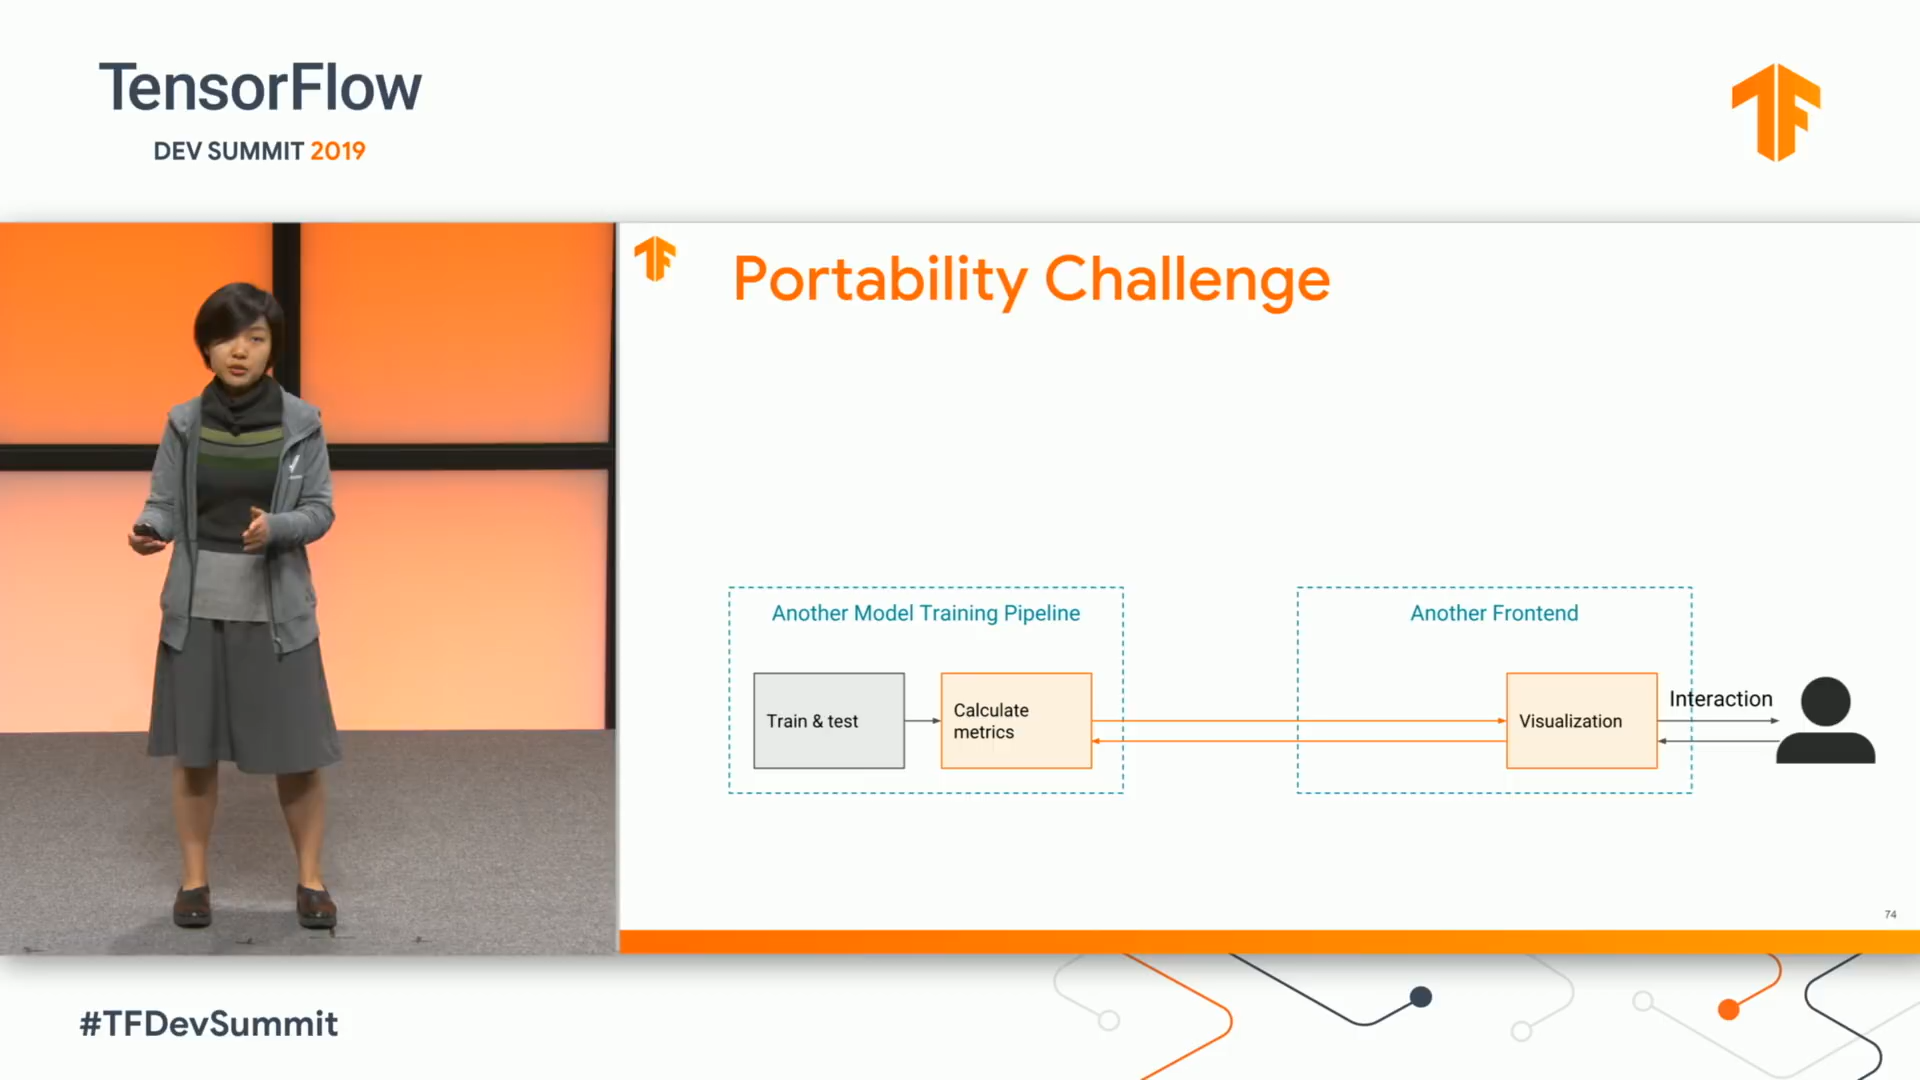 TensorFlow
DEV SUMMIT 2019
Portability Challenge
Another Model Training Pipeline
Another Frontend
Train & test
Calculate
metrics
Visualization
Interaction
74
#TFDevSummit